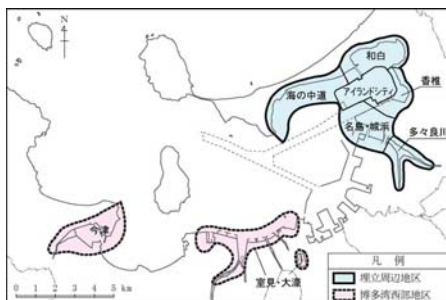 N
和白
香椎
海の中道
アイランドシティ
名島・城浜
多々良川
今津
室見・大濠
0 1 2 3 4 5 km
凡 例
埋立周辺地区
博多湾西部地区